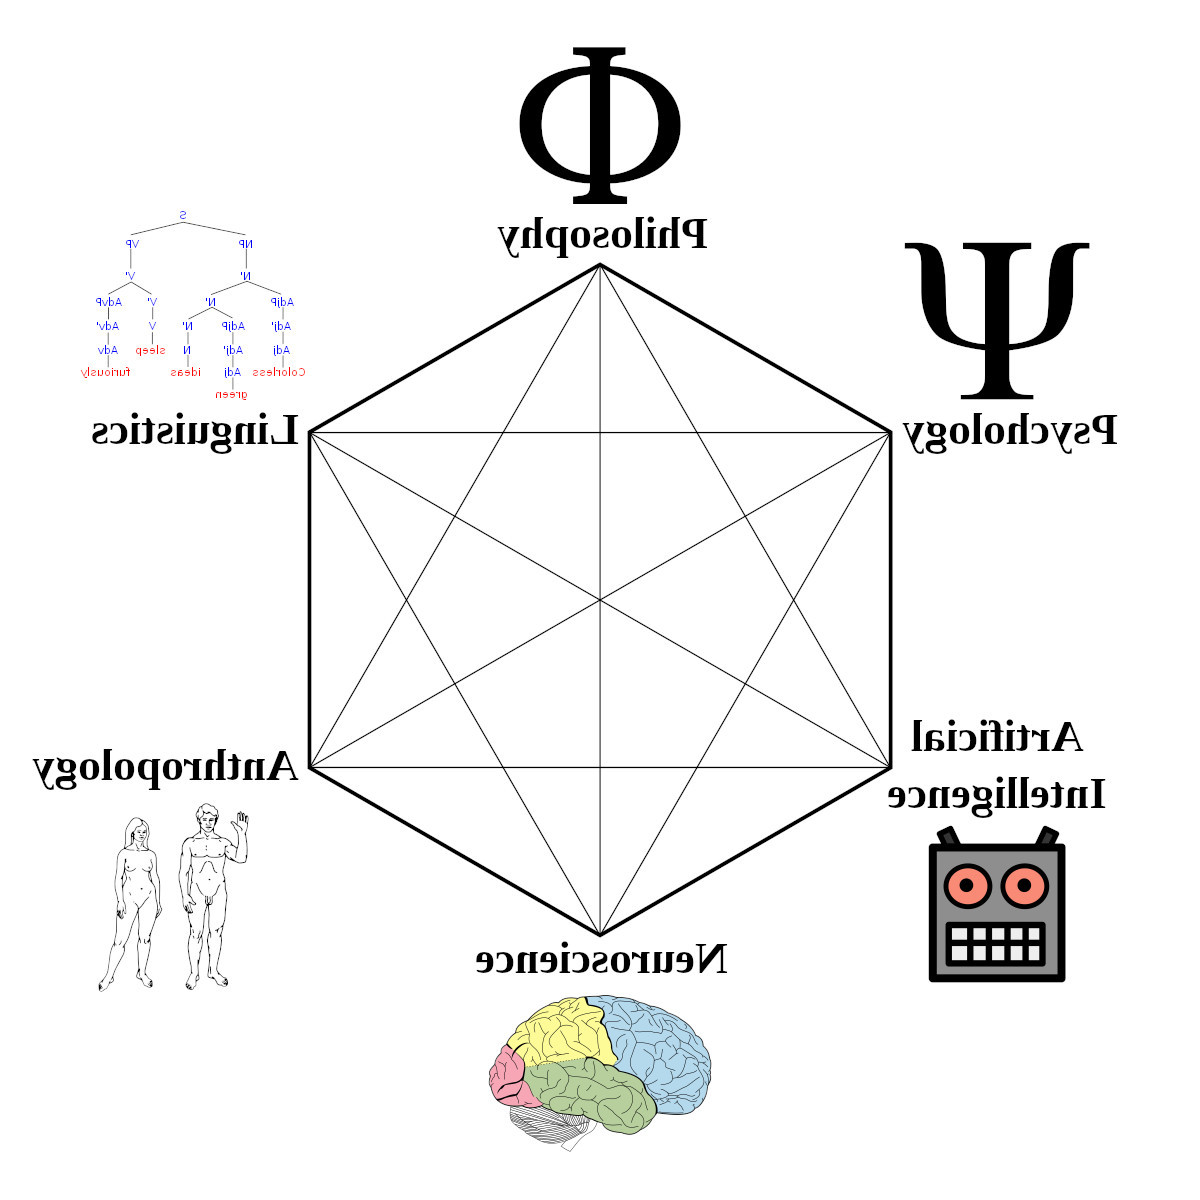 Φ
Philosophy
Ψ
Psychology
S
NP VP
N' V'
AdjP N' V' AdvP
Adj' AdjP N' V Adv'
Adj Adj' N sleep Adv
Colorless Adj ideas furiously
green
Linguistics
Artificial
Intelligence
Anthropology
Neuroscience